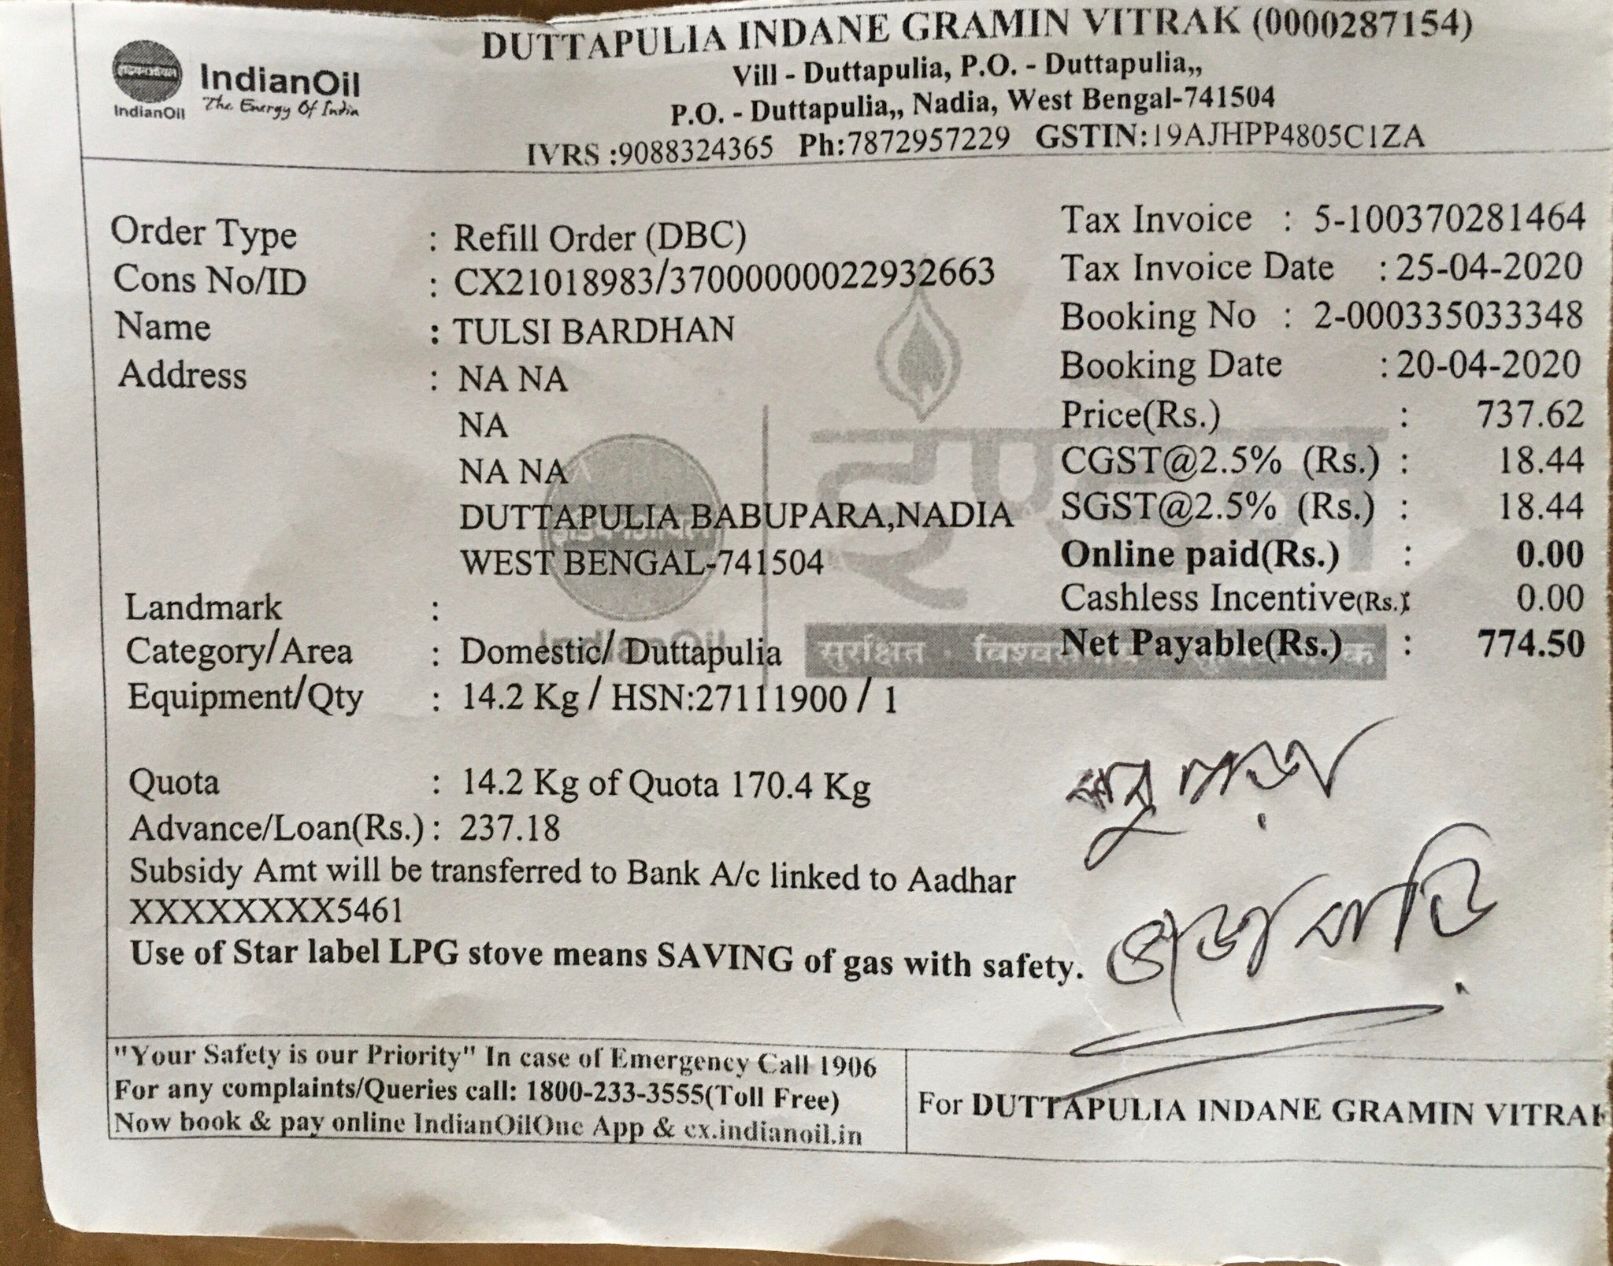 DUTTAPULIA INDANE GRAMIN VITRAK (0000287154)
Vill - Duttapulia, P.O. - Duttapulia,,
P.O. - Duttapulia,, Nadia, West Bengal-741504
IVRS :9088324365 Ph:7872957229 GSTIN:19AJHPP4805C1ZA
IndianOil
The Energy Of India
IndianOil
Order Type : Refill Order (DBC)
Cons No/ID : CX21018983/37000000022932663
Name : TULSI BARDHAN
Address : NA NA
NA
NA NA
DUTTAPULIA BABUPARA,NADIA
WEST BENGAL-741504
Landmark :
Category/Area : Domestic/ Duttapulia
Equipment/Qty : 14.2 Kg / HSN:27111900 / 1
Quota : 14.2 Kg of Quota 170.4 Kg
Advance/Loan(Rs.) : 237.18
Subsidy Amt will be transferred to Bank A/c linked to Aadhar
XXXXXXXX5461
Use of Star label LPG stove means SAVING of gas with safety.
Tax Invoice : 5-100370281464
Tax Invoice Date : 25-04-2020
Booking No : 2-000335033348
Booking Date : 20-04-2020
Price(Rs.) : 737.62
CGST@2.5% (Rs.) : 18.44
SGST@2.5% (Rs.) : 18.44
Online paid(Rs.) : 0.00
Cashless Incentive(Rs.): 0.00
Net Payable(Rs.) : 774.50
इण्डेन
सुरक्षित
IndianOil
"Your Safety is our Priority" In case of Emergency Call 1906
For any complaints/Queries call: 1800-233-3555(Toll Free)
Now book & pay online IndianOilOne App & cx.indianoil.in
For DUTTAPULIA INDANE GRAMIN VITRAK